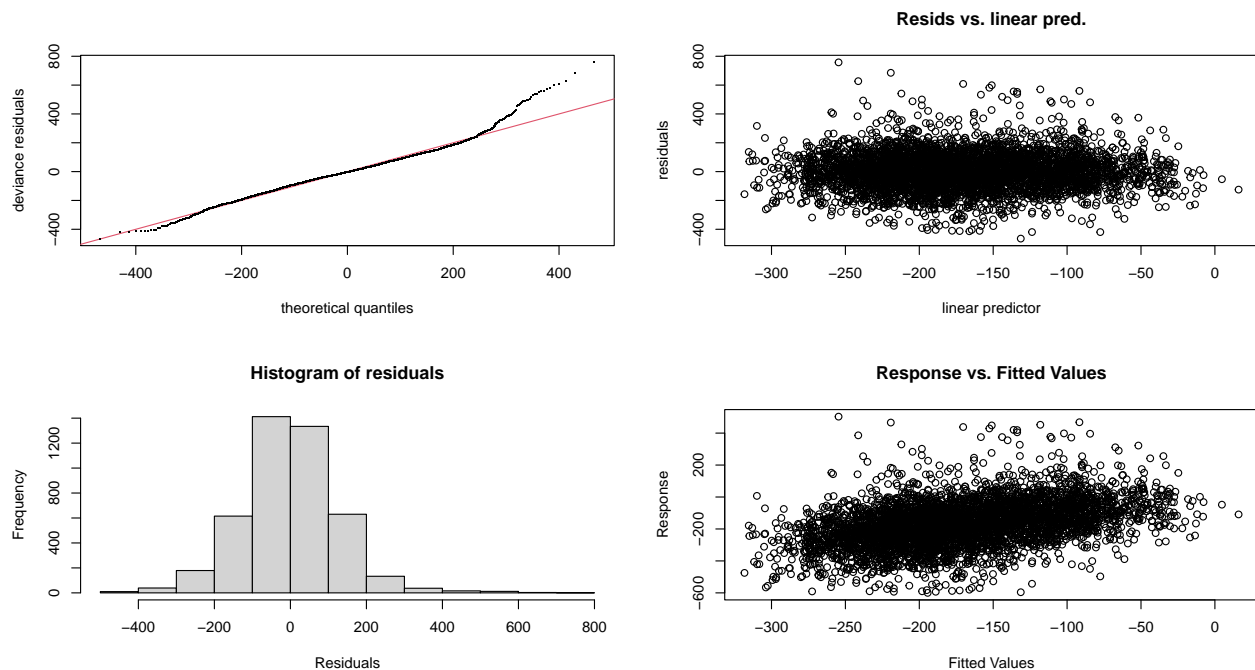 deviance residuals
−400 0 400 800
−400 −200 0 200 400
theoretical quantiles
Resids vs. linear pred.
residuals
−400 0 400 800
−300 −250 −200 −150 −100 −50 0
linear predictor
Histogram of residuals
Frequency
0 400 800 1200
−400 −200 0 200 400 600 800
Residuals
Response vs. Fitted Values
Response
−600 −200 200
−300 −250 −200 −150 −100 −50 0
Fitted Values